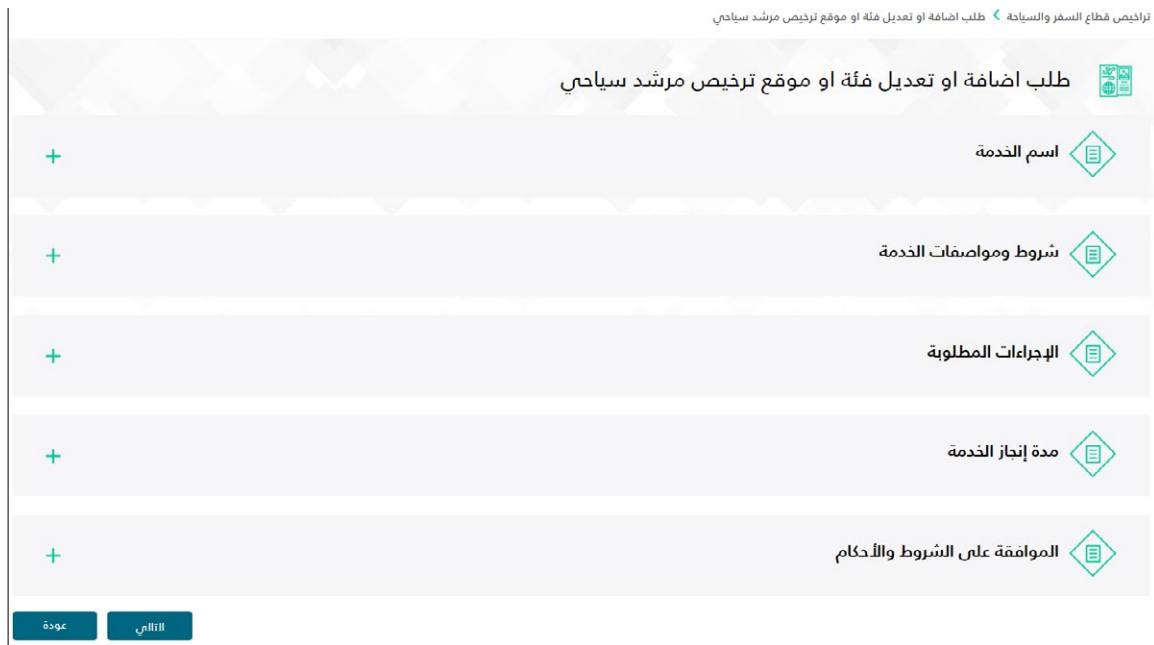 تراخيص قطاع السفر والسياحة ❯ طلب اضافة او تعديل فئة او موقع ترخيص مرشد سياحي
طلب اضافة او تعديل فئة او موقع ترخيص مرشد سياحي
اسم الخدمة
شروط ومواصفات الخدمة
الإجراءات المطلوبة
مدة إنجاز الخدمة
الموافقة على الشروط والأحكام
التالي
عودة